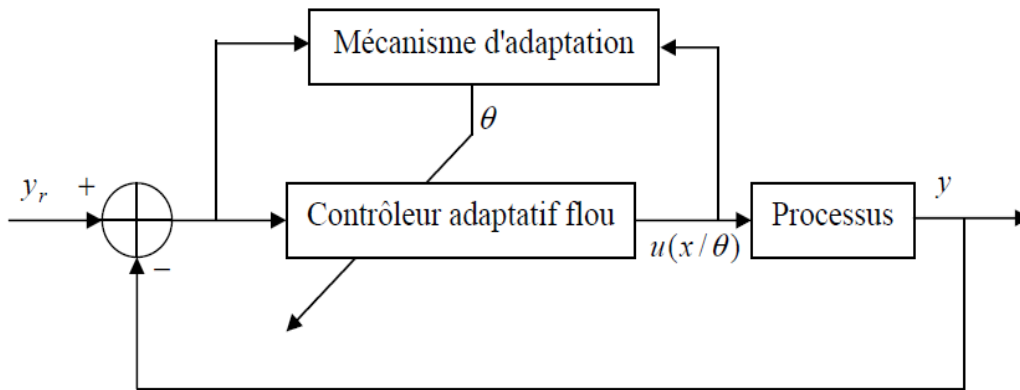 Mécanisme d'adaptation
θ
y_r
+
Contrôleur adaptatif flou
Processus
y
−
u(x/θ)